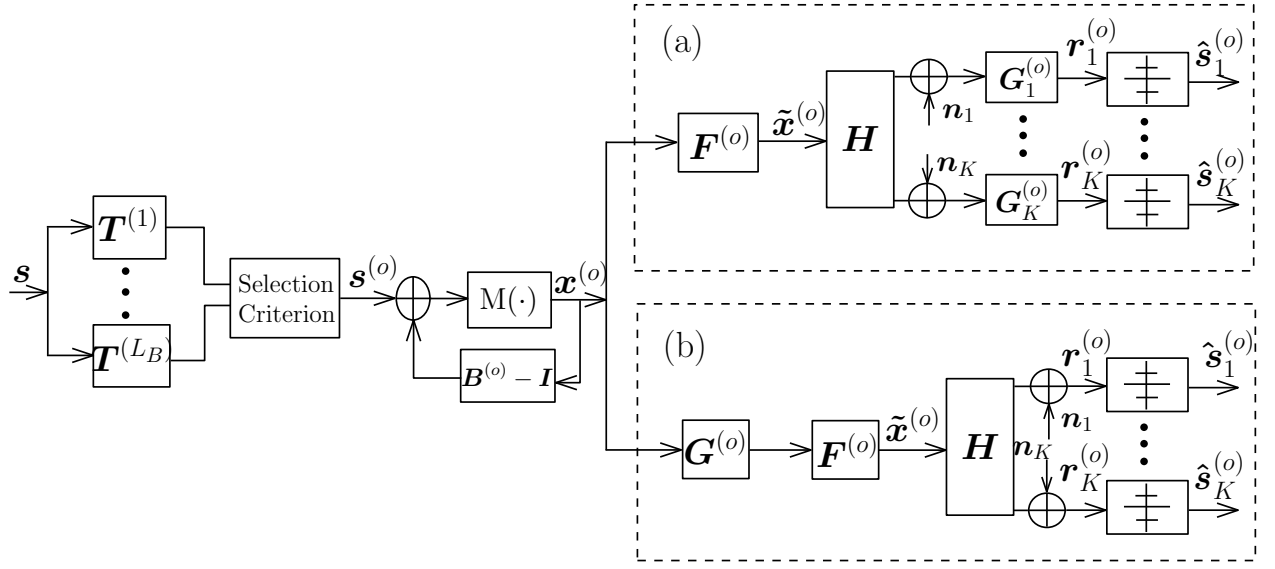 s
T^{(1)}
T^{(L_B)}
Selection
Criterion
s^{(o)}
M(·)
x^{(o)}
B^{(o)} − I
(a)
F^{(o)}
x̃^{(o)}
H
n_1
n_K
G_1^{(o)}
G_K^{(o)}
r_1^{(o)}
r_K^{(o)}
ŝ_1^{(o)}
ŝ_K^{(o)}
(b)
G^{(o)}
F^{(o)}
x̃^{(o)}
H
n_1
n_K
r_1^{(o)}
r_K^{(o)}
ŝ_1^{(o)}
ŝ_K^{(o)}